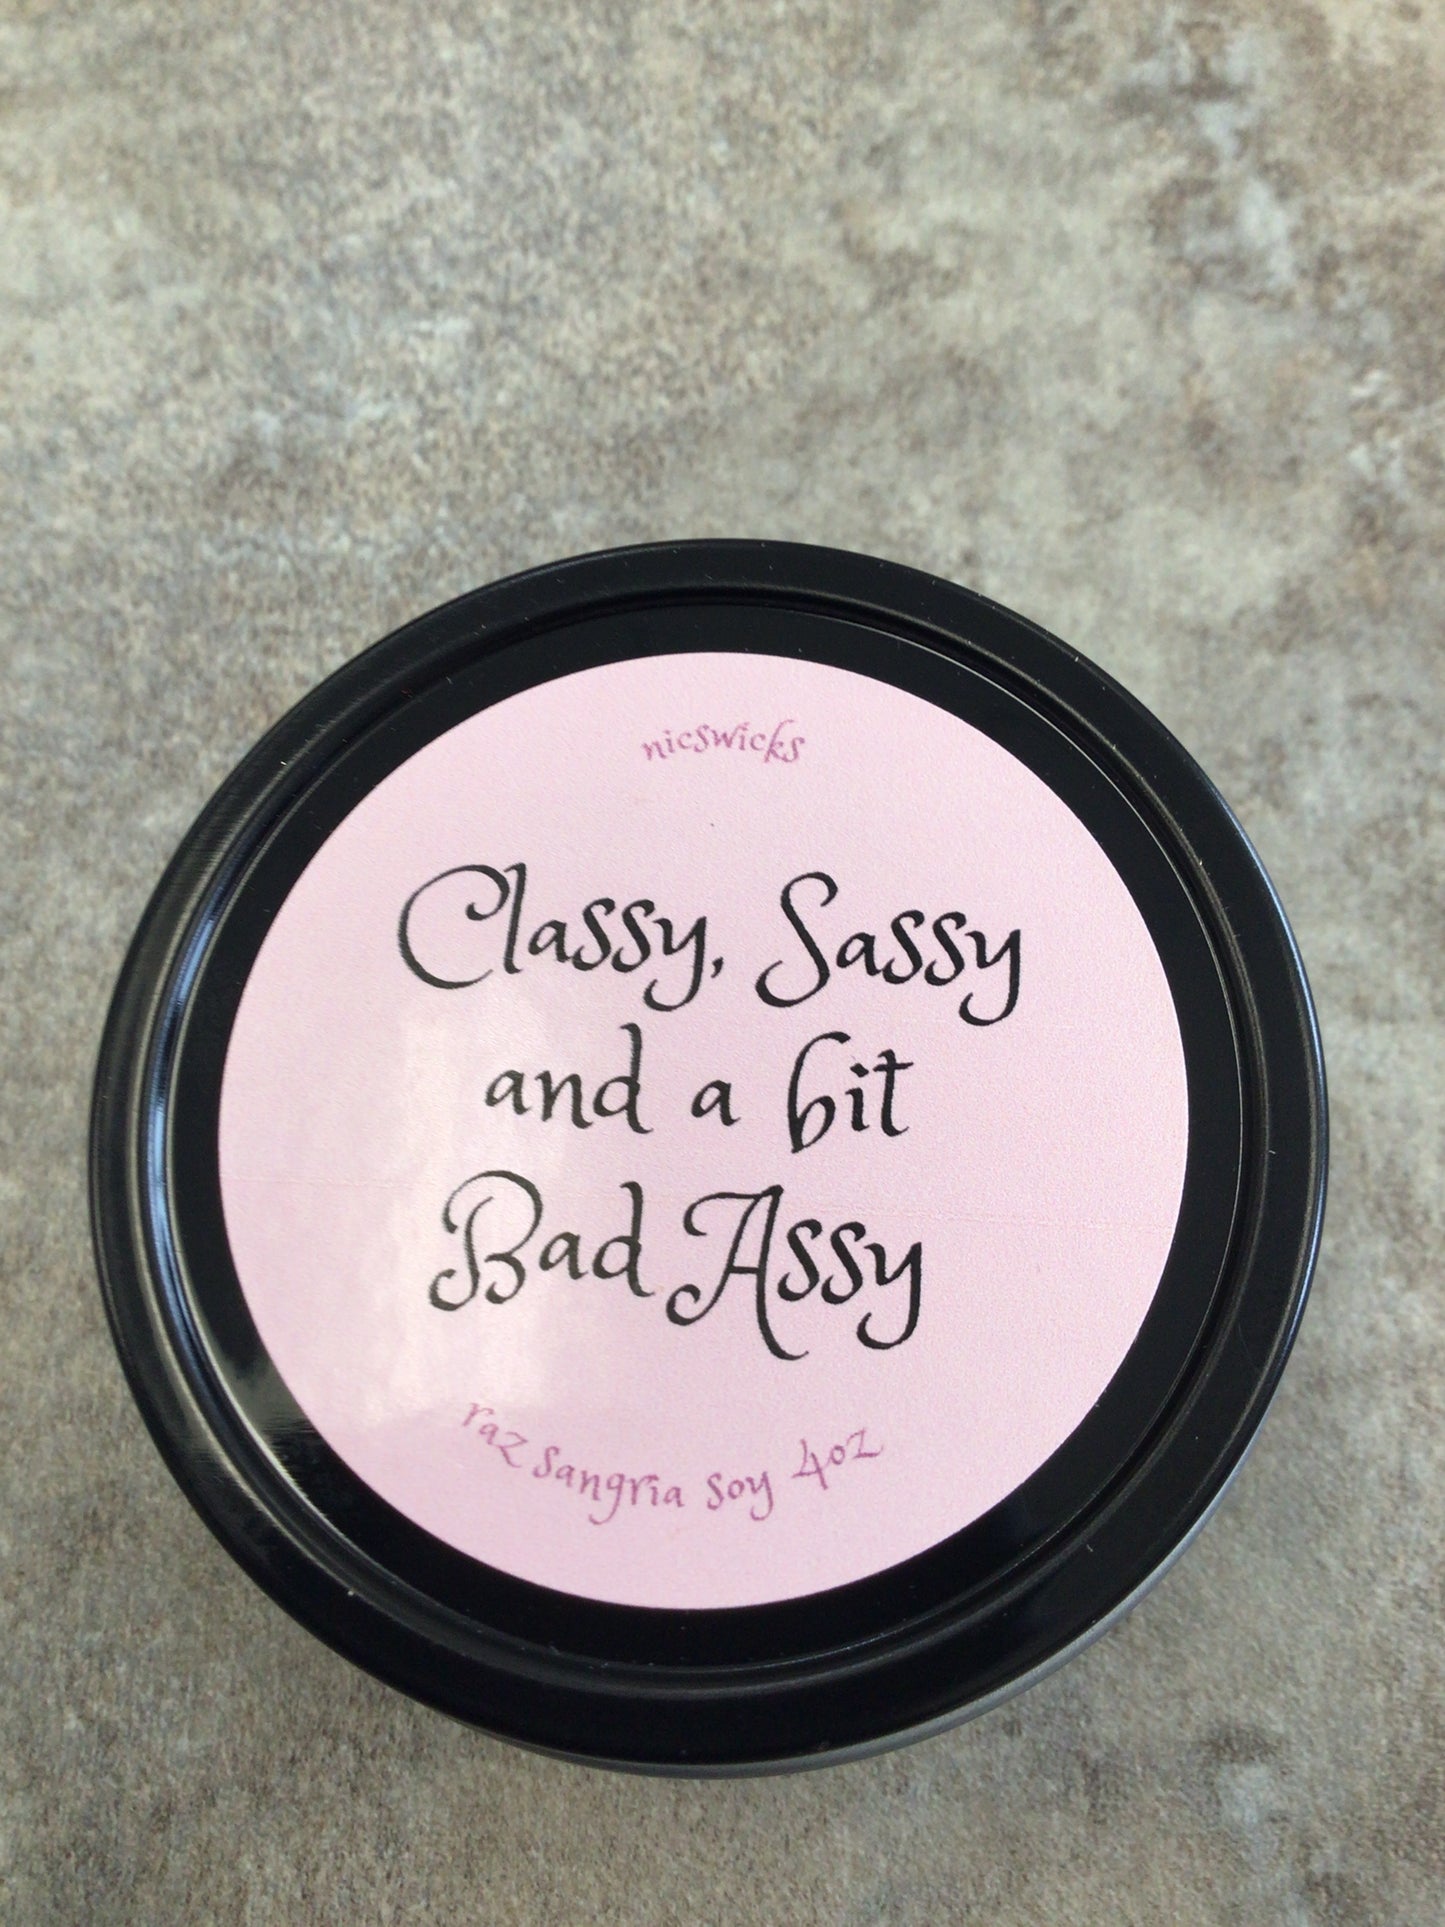 nicswicks
Classy, Sassy
and a bit
Bad Assy
raz sangria soy 4oz